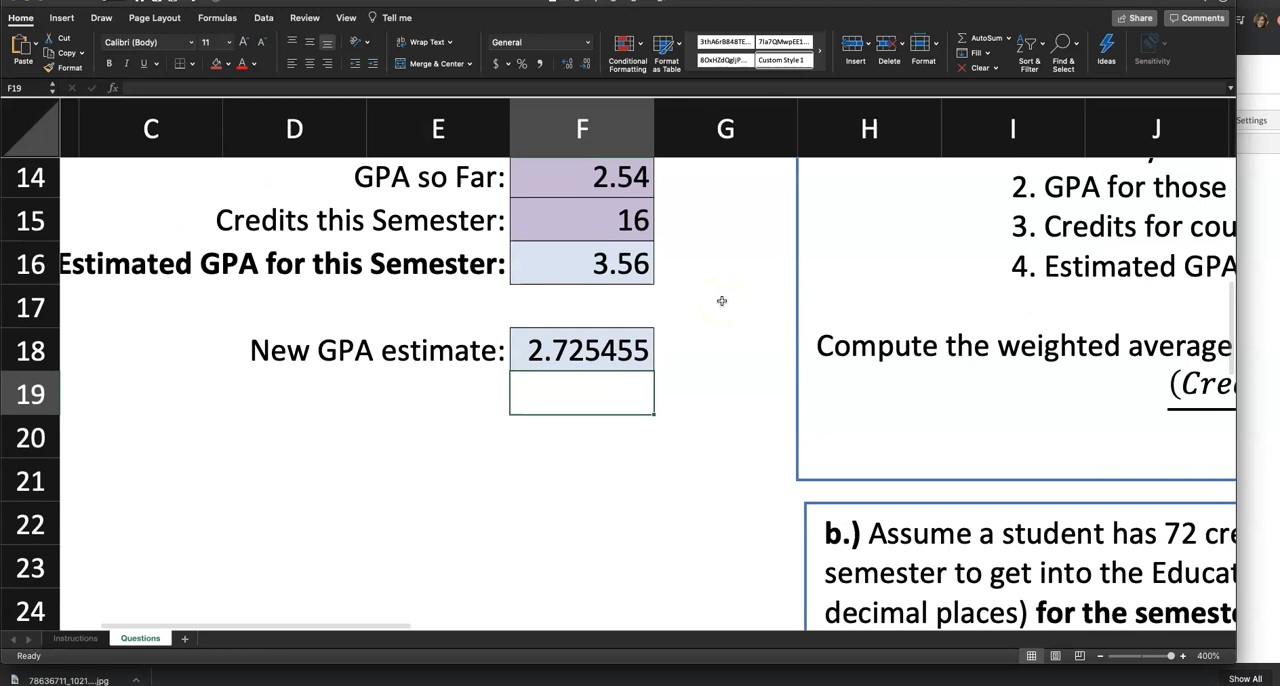 Home Insert Draw Page Layout Formulas Data Review View Tell me Share Comments
Cut Calibri (Body) 11 Wrap Text General AutoSum
Copy Fill
Paste Format Merge & Center Conditional Formatting Format as Table 3thA6rB848TE... 7Ia7QMwpEE1... 8OxHZdQgljP... Custom Style 1 Insert Delete Format Clear Sort & Filter Find & Select Ideas Sensitivity
F19 fx
Settings
C D E F G H I J
14 GPA so Far: 2.54 2. GPA for those
15 Credits this Semester: 16 3. Credits for cou
16 Estimated GPA for this Semester: 3.56 4. Estimated GPA
17
18 New GPA estimate: 2.725455 Compute the weighted average
19 (Cre
20
21
22 b.) Assume a student has 72 cre
23 semester to get into the Educat
24 decimal places) for the semeste
Instructions Questions +
Ready 400%
78636711_1021....jpg Show All